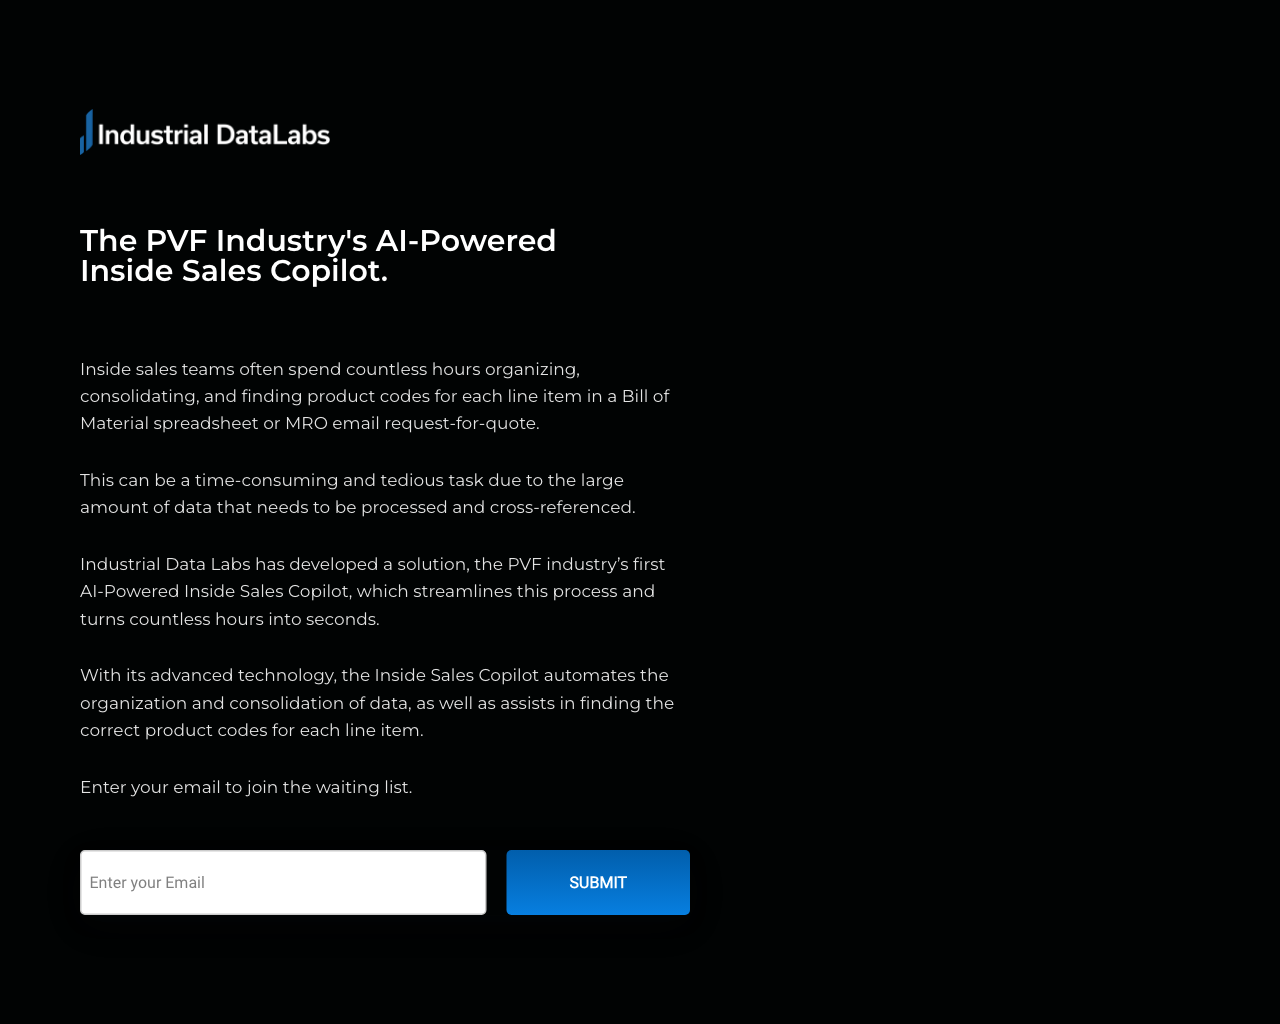 Industrial DataLabs
The PVF Industry's AI-Powered
Inside Sales Copilot.
Inside sales teams often spend countless hours organizing,
consolidating, and finding product codes for each line item in a Bill of
Material spreadsheet or MRO email request-for-quote.
This can be a time-consuming and tedious task due to the large
amount of data that needs to be processed and cross-referenced.
Industrial Data Labs has developed a solution, the PVF industry’s first
AI-Powered Inside Sales Copilot, which streamlines this process and
turns countless hours into seconds.
With its advanced technology, the Inside Sales Copilot automates the
organization and consolidation of data, as well as assists in finding the
correct product codes for each line item.
Enter your email to join the waiting list.
Enter your Email
SUBMIT